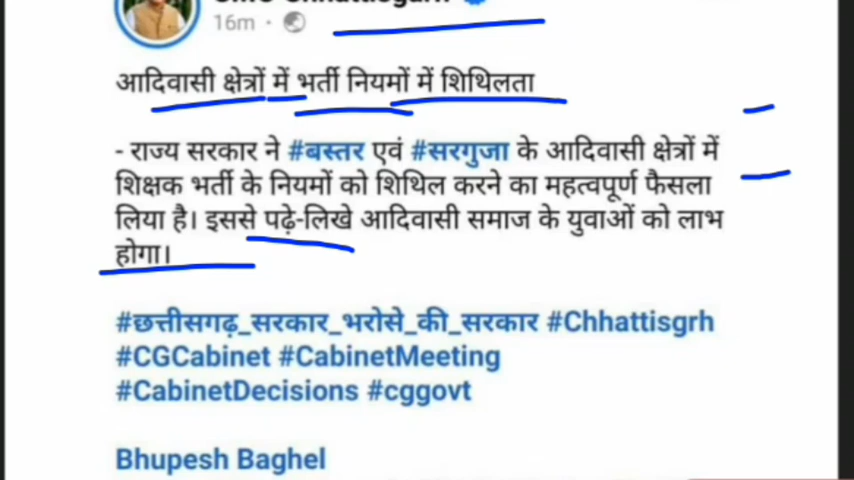 16m
आदिवासी क्षेत्रों में भर्ती नियमों में शिथिलता
- राज्य सरकार ने #बस्तर एवं #सरगुजा के आदिवासी क्षेत्रों में
शिक्षक भर्ती के नियमों को शिथिल करने का महत्वपूर्ण फैसला
लिया है। इससे पढ़े-लिखे आदिवासी समाज के युवाओं को लाभ
होगा।
#छत्तीसगढ़_सरकार_भरोसे_की_सरकार #Chhattisgrh
#CGCabinet #CabinetMeeting
#CabinetDecisions #cggovt
Bhupesh Baghel